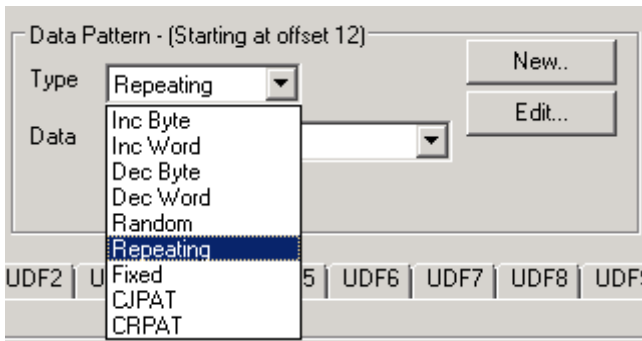 Data Pattern - (Starting at offset 12)
New..
Type Repeating
Edit...
Inc Byte
Data Inc Word
Dec Byte
Dec Word
Random
Repeating
Fixed
UDF2 U 5 UDF6 UDF7 UDF8 UDF
CJPAT
CRPAT